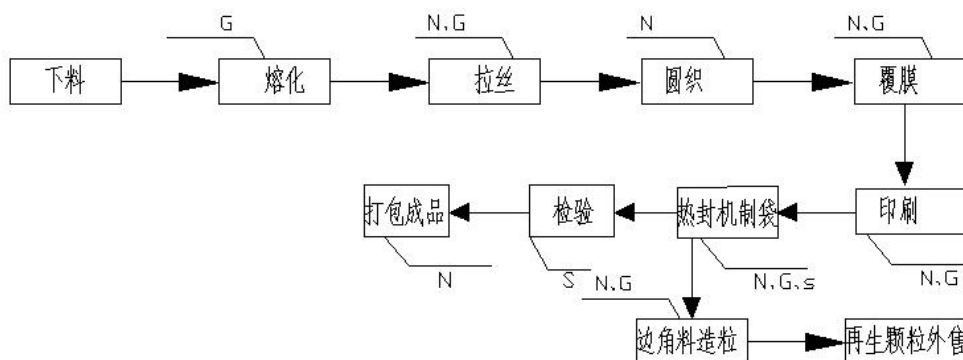 G
N、G
N
N、G
下料
熔化
拉丝
圆织
覆膜
打包成品
检验
热封机制袋
印刷
N
S
N、G、s
N、G
N、G
边角料造粒
再生颗粒外售